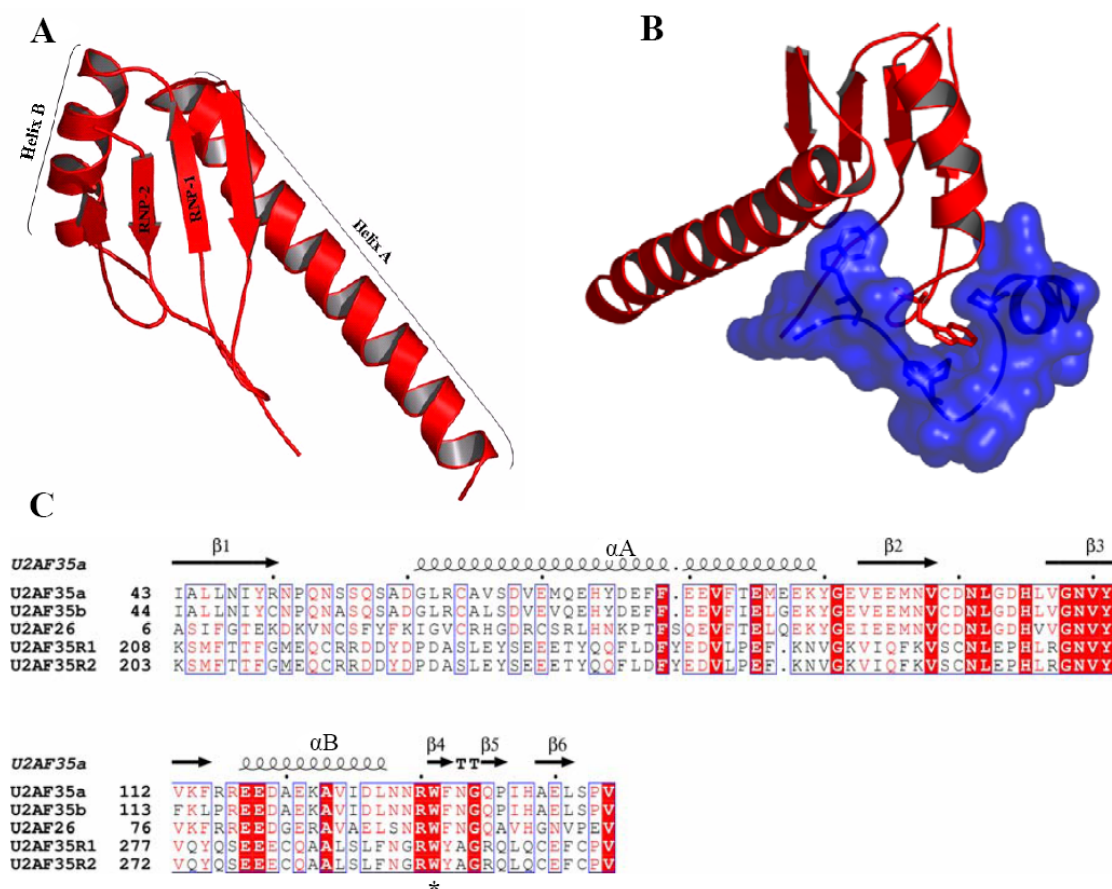 A
B
Helix B
RNP-2
RNP-1
Helix A
C
β1 αA β2 β3
U2AF35a
U2AF35a 43 IALLNIYRNPQNSSQSADGLRCAVSDVEMQEHYDEFF.EEVFTEMEEKYGEVEEMNVCDNLGDHLVGNVY
U2AF35b 44 IALLNIYRNPQNASQSADGLRCAVSDVEMQEHYDEFF.EEVFIELEEKYGEVEEMNVCDNLGDHLVGNVY
U2AF26 6 ASIFGTEKDKVNCSFYFKIGVCRHGDRCSRLHNKPTFSQEVFTELQEKYGEIEEMNVCDNLGDHVVGNVY
U2AF35R1 208 KSMFTTFGMEQCRRDDYDPDASLEYSEEETYQQFLDFYEDVLPEF.KNVGKVIQFKVSCNLEPHLRGNVY
U2AF35R2 203 KSMFTTFGMEQCRRDDYDPDASLEYSEEETYQQFLDFYEDVLPEF.KNVGKVIQFKVSCNLEPHLRGNVY
αB β4 TT β5 β6
U2AF35a
U2AF35a 112 VKFRREEDAEKAVIDLNNRWFNGQPIHAELSPV
U2AF35b 113 FKLPREEDAEKAVIDLNNRWFNGQPIHAELSPV
U2AF26 76 VKFRREEDGERAVAELSNRWFNGQAVHGNVPEV
U2AF35R1 277 VQYQSEEECQAALSLFNGRWYAGRQLQCEFCPV
U2AF35R2 272 VQYQSEEECQAALSLFNGRWYAGRQLQCEFCPV
*